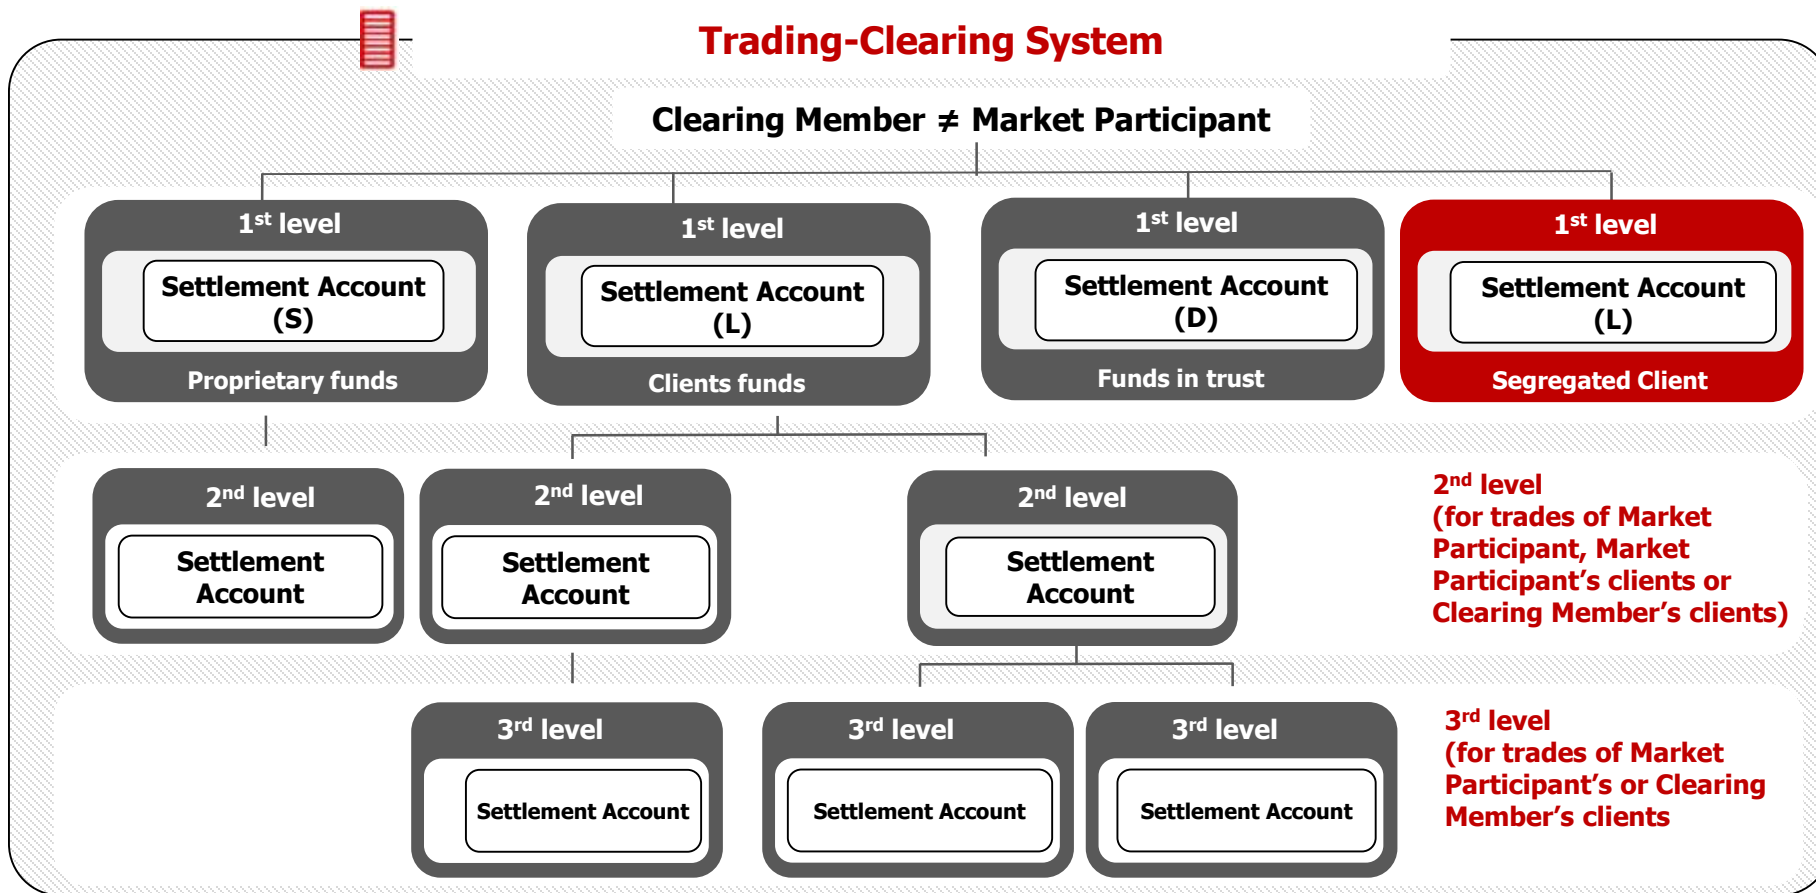 Trading-Clearing System
Clearing Member ≠ Market Participant
1st level
Settlement Account
(S)
Proprietary funds
1st level
Settlement Account
(L)
Clients funds
1st level
Settlement Account
(D)
Funds in trust
1st level
Settlement Account
(L)
Segregated Client
2nd level
Settlement
Account
2nd level
Settlement
Account
2nd level
Settlement
Account
2nd level
(for trades of Market
Participant, Market
Participant’s clients or
Clearing Member’s clients)
3rd level
Settlement Account
3rd level
Settlement Account
3rd level
Settlement Account
3rd level
(for trades of Market
Participant’s or Clearing
Member’s clients